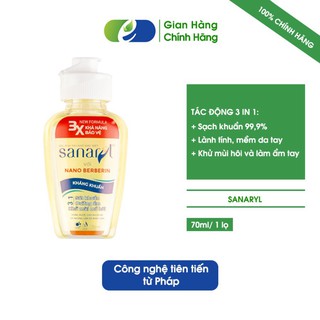 Gian Hàng
Chính Hãng
100% CHÍNH HÃNG
NEW FORMULA
3X KHẢ NĂNG
BẢO VỆ
sanaryl
NANO BERBERIN
KHÁNG KHUẨN
TÁC ĐỘNG 3 IN 1:
+ Sạch khuẩn 99,9%
+ Lành tính, mềm da tay
+ Khử mùi hôi và làm ẩm tay
SANARYL
70ml/ 1 lọ
Công nghệ tiên tiến
từ Pháp